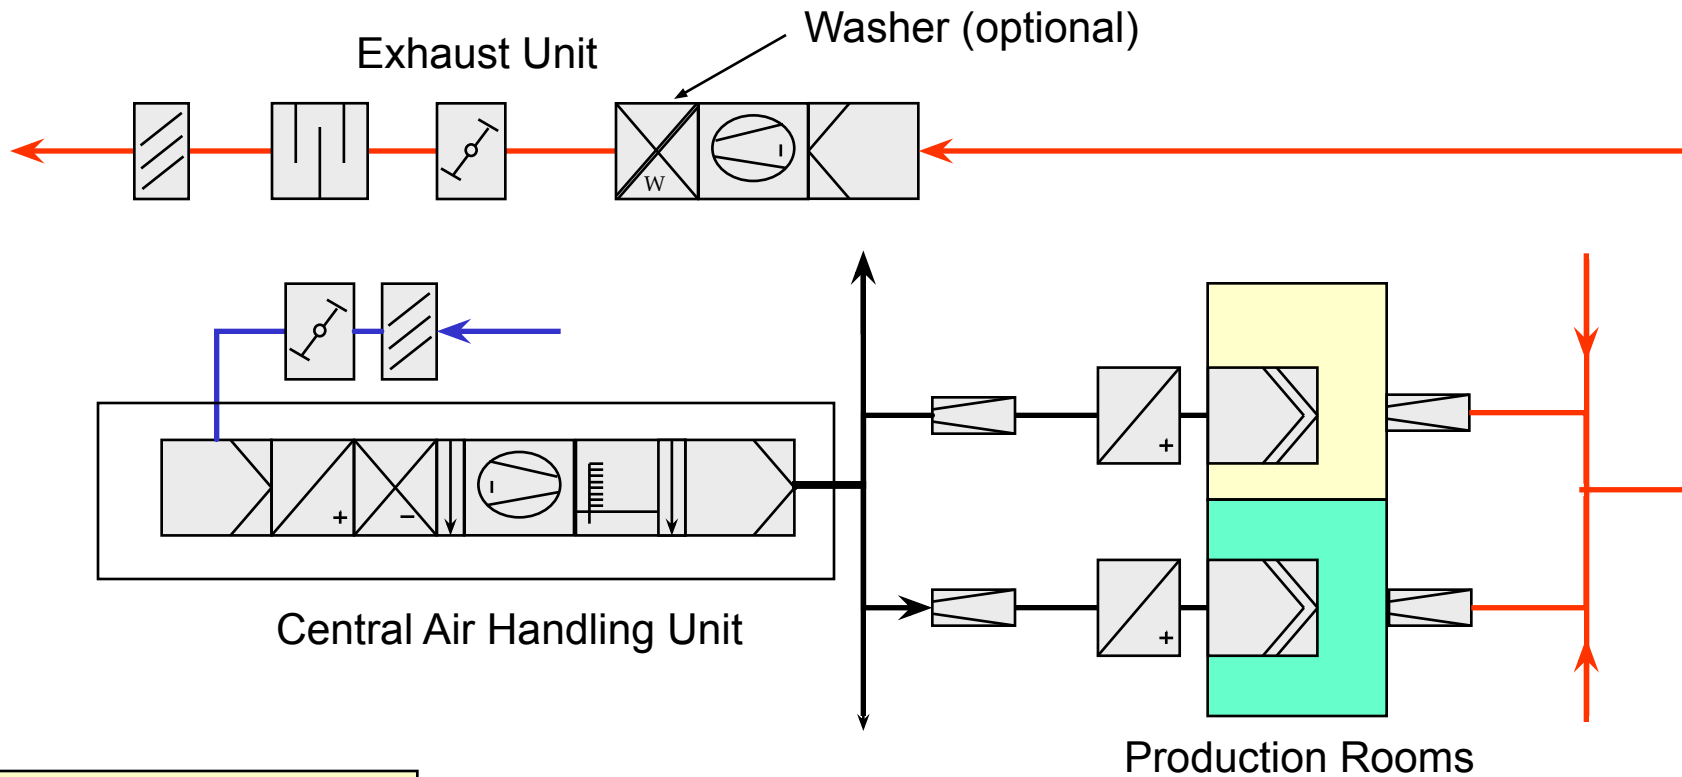 Washer (optional)
Exhaust Unit
W
+
+
−
Central Air Handling Unit
+
Production Rooms